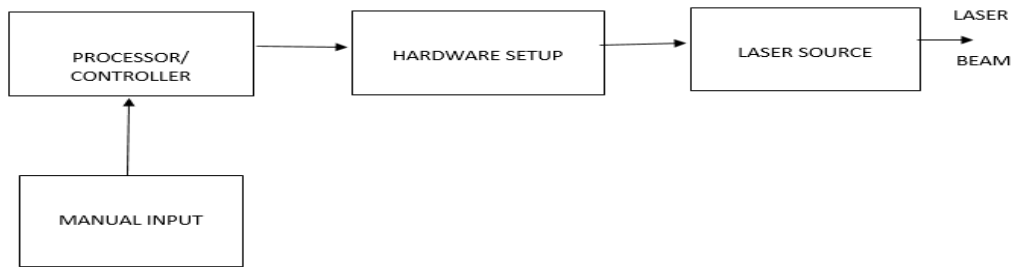 PROCESSOR/
CONTROLLER
HARDWARE SETUP
LASER SOURCE
LASER
BEAM
MANUAL INPUT